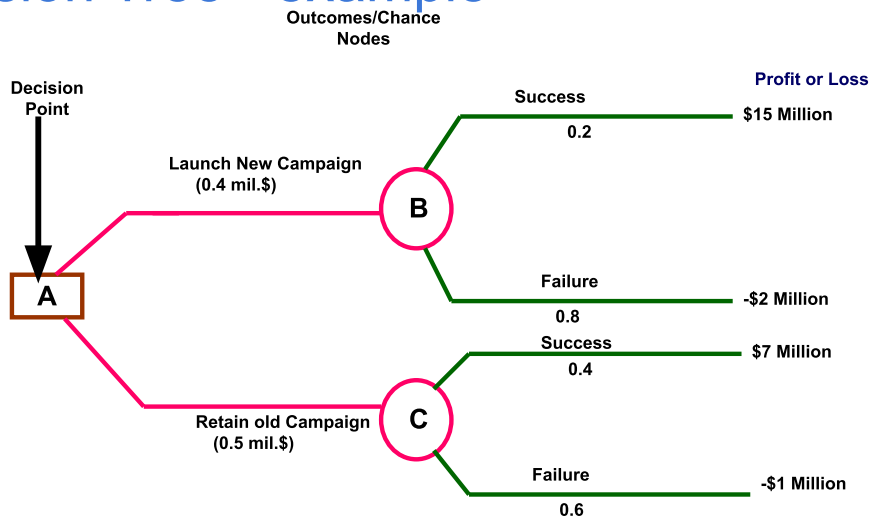 Outcomes/Chance
Nodes
Decision
Point
Profit or Loss
Success
$15 Million
0.2
Launch New Campaign
(0.4 mil.$)
B
Failure
-$2 Million
0.8
A
Success
$7 Million
0.4
C
Retain old Campaign
(0.5 mil.$)
Failure
-$1 Million
0.6